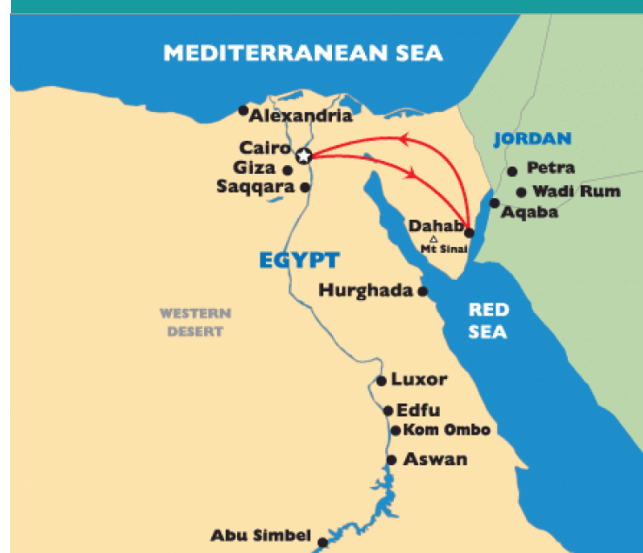 MEDITERRANEAN SEA
Alexandria
Cairo
Giza
Saqqara
JORDAN
Petra
Wadi Rum
Aqaba
Dahab
Mt Sinai
EGYPT
Hurghada
RED
SEA
WESTERN
DESERT
Luxor
Edfu
Kom Ombo
Aswan
Abu Simbel